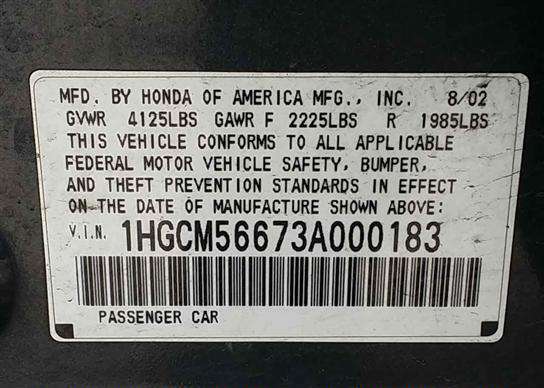 MFD. BY HONDA OF AMERICA MFG., INC. 8/02
GVWR 4125LBS GAWR F 2225LBS R 1985LBS
THIS VEHICLE CONFORMS TO ALL APPLICABLE
FEDERAL MOTOR VEHICLE SAFETY, BUMPER,
AND THEFT PREVENTION STANDARDS IN EFFECT
ON THE DATE OF MANUFACTURE SHOWN ABOVE:
V.I.N. 1HGCM56673A000183
PASSENGER CAR